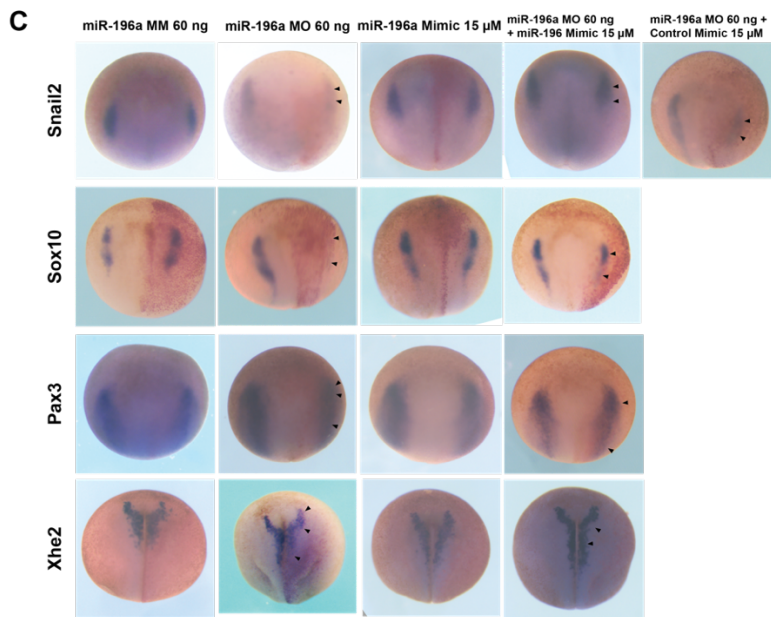 C
miR-196a MM 60 ng
miR-196a MO 60 ng
miR-196a Mimic 15 µM
miR-196a MO 60 ng
+ miR-196 Mimic 15 µM
miR-196a MO 60 ng +
Control Mimic 15 µM
Snail2
Sox10
Pax3
Xhe2